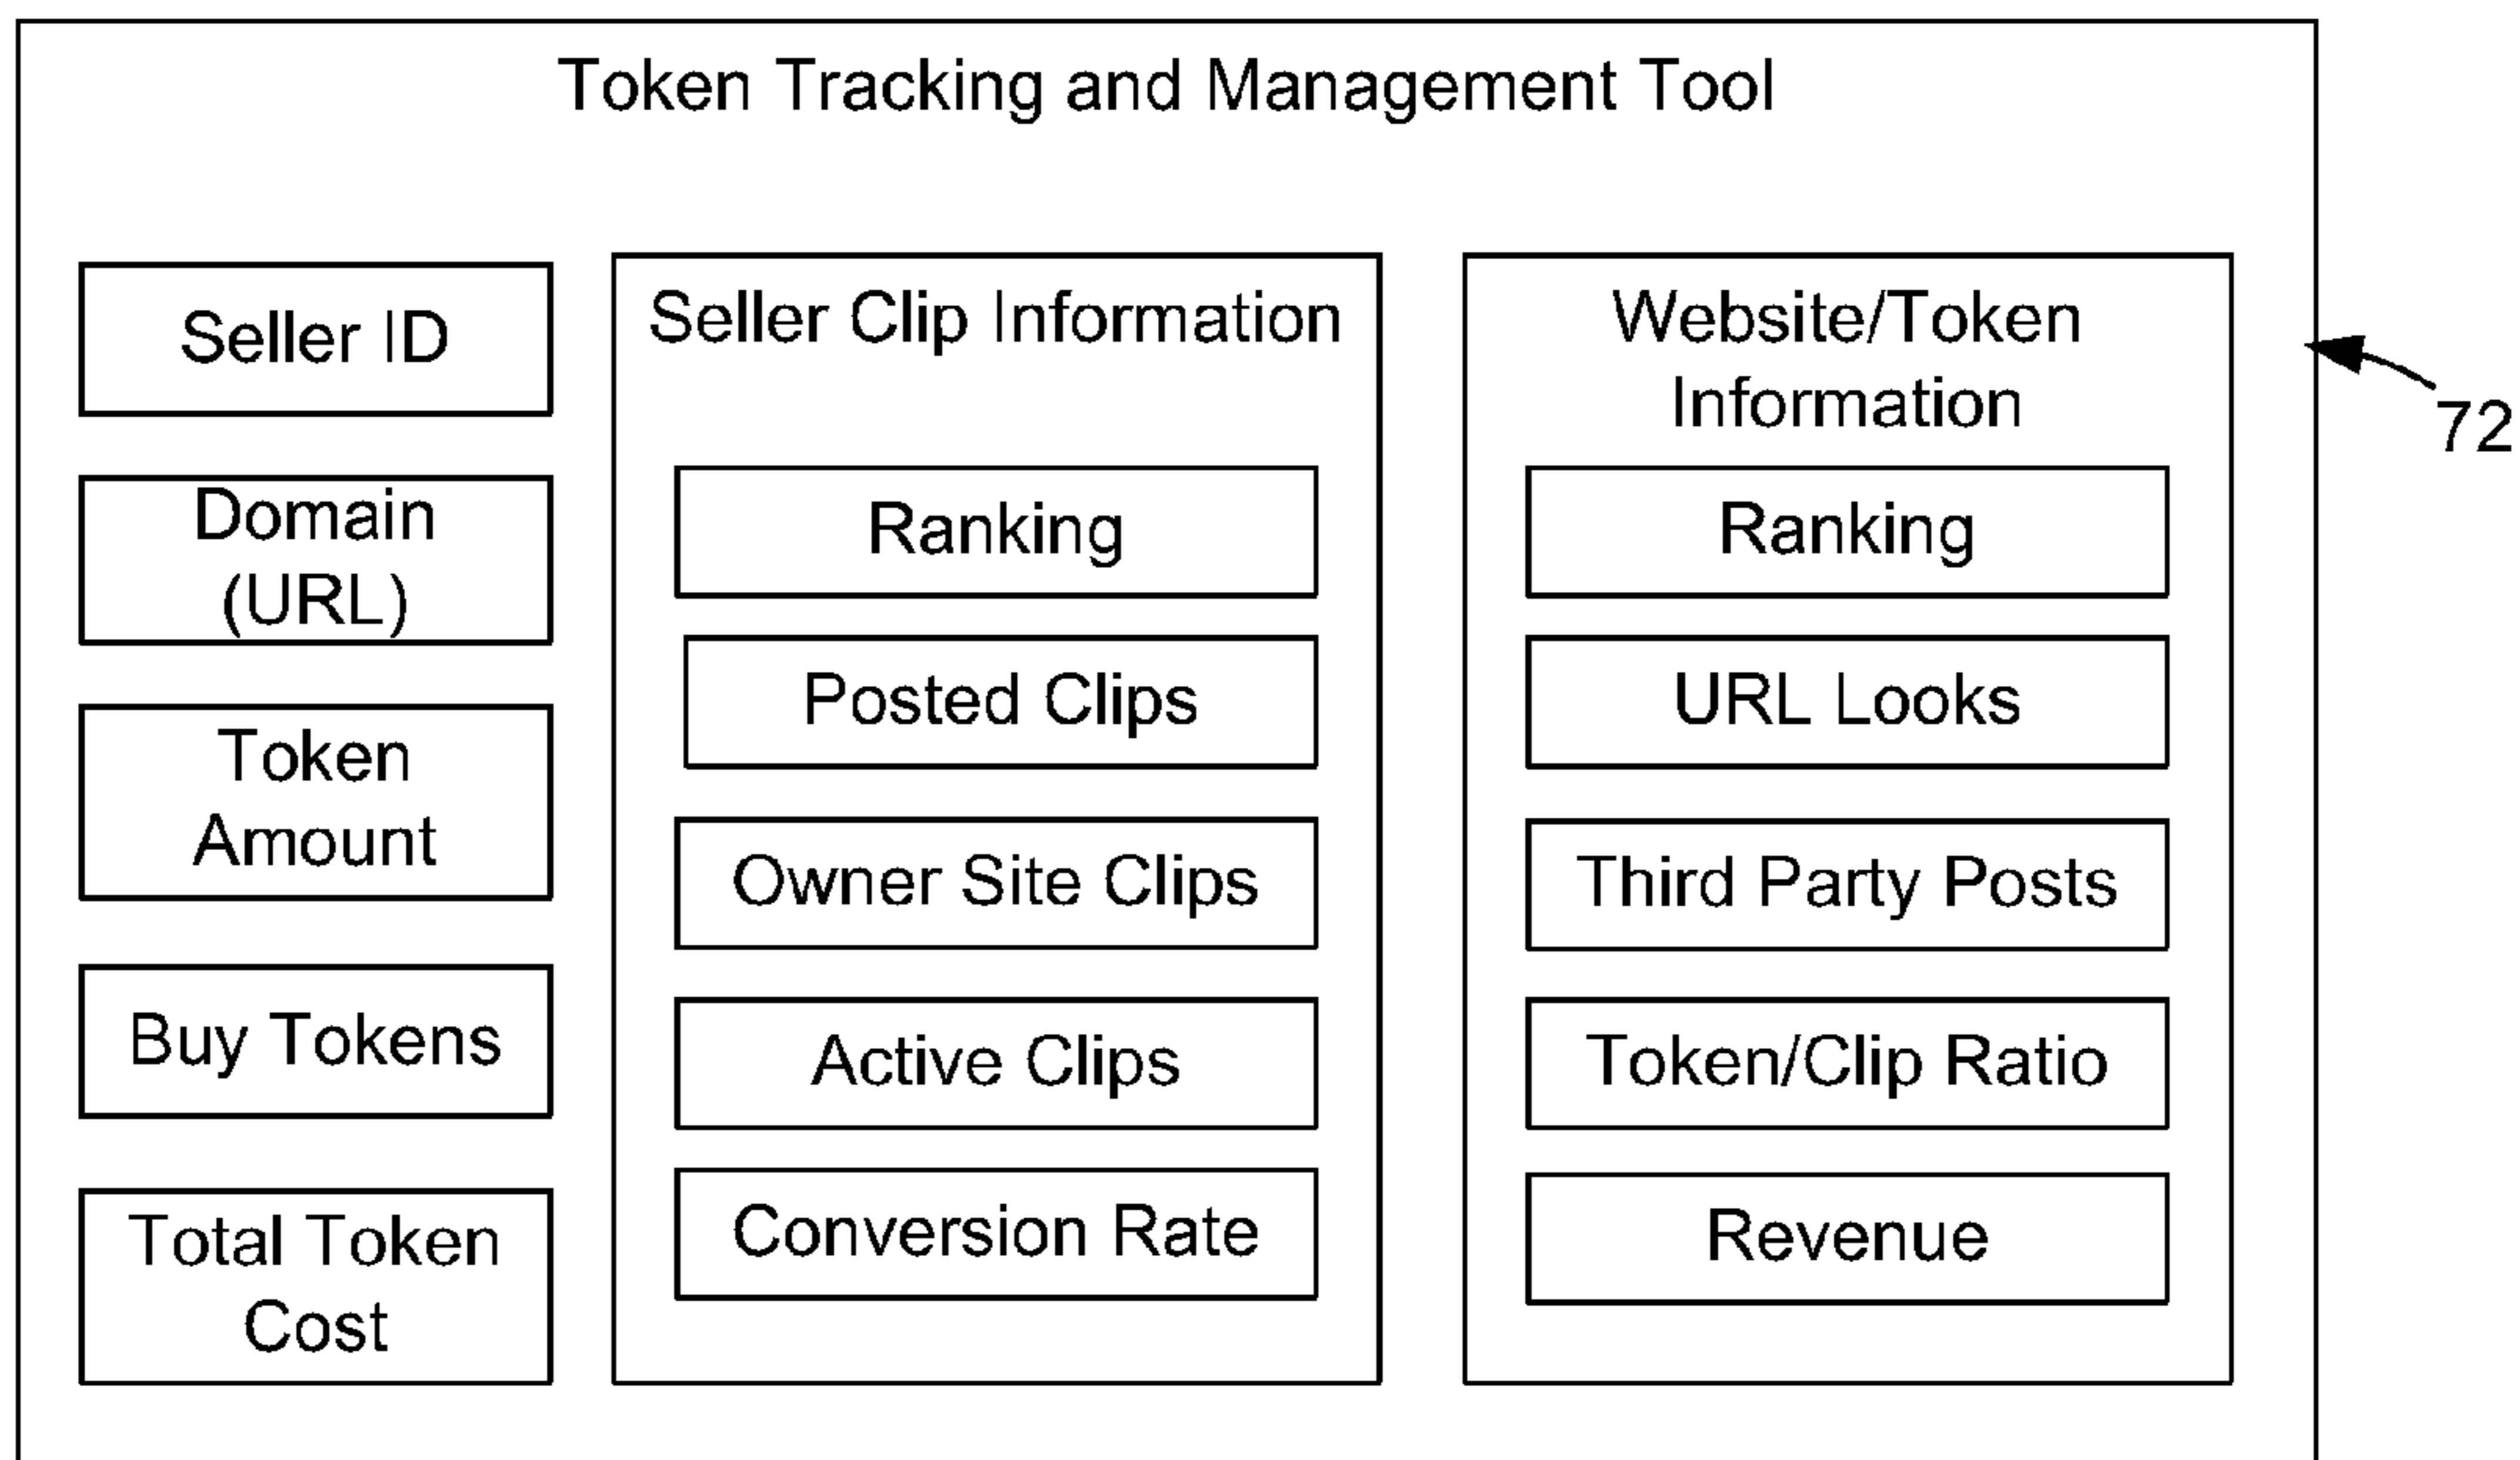 Token Tracking and Management Tool
Seller ID
Domain
(URL)
Token
Amount
Buy Tokens
Total Token
Cost
Seller Clip Information
Ranking
Posted Clips
Owner Site Clips
Active Clips
Conversion Rate
Website/Token
Information
Ranking
URL Looks
Third Party Posts
Token/Clip Ratio
Revenue
72